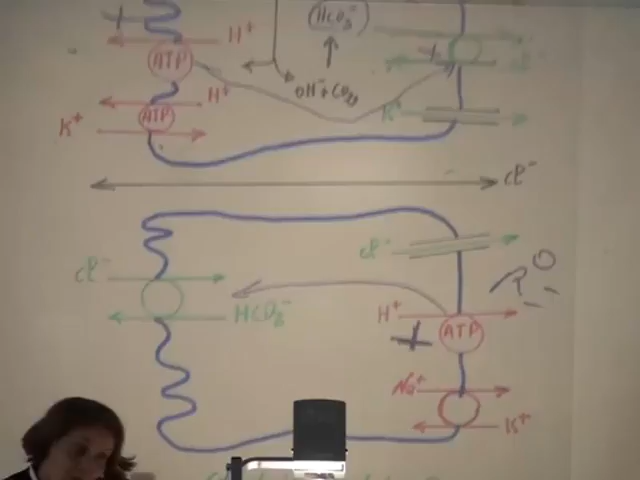 + H⁺ HCO₃⁻
ATP +
H⁺ OH⁻+CO₂
ATP K⁺
K⁺
Cl⁻
Cl⁻ Cl⁻
HCO₃⁻ H⁺
ATP
+
Na⁺
K⁺